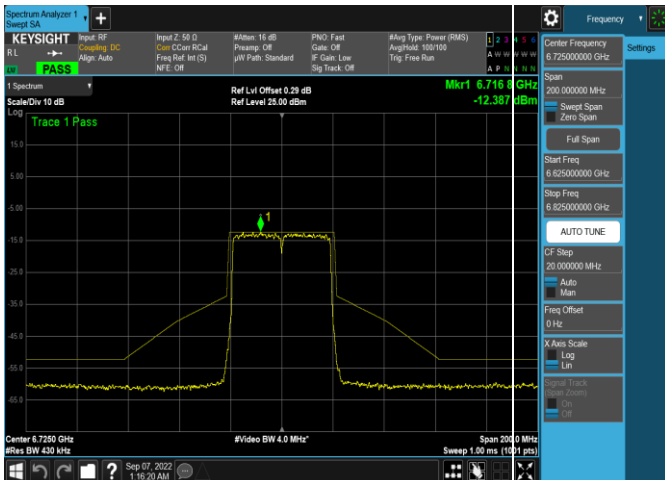 Spectrum Analyzer 1
Swept SA
Frequency
KEYSIGHT
RL
LV
PASS
Input: RF
Coupling: DC
Align: Auto
Input Z: 50 Ω
Corr CCorr RCal
Freq Ref: Int (S)
NFE: Off
#Atten: 16 dB
Preamp: Off
µW Path: Standard
PNO: Fast
Gate: Off
IF Gain: Low
Sig Track: Off
#Avg Type: Power (RMS)
Avg|Hold: 100/100
Trig: Free Run
1 2 3 4 5 6
A W W W W W
A P N N N N
1 Spectrum
Scale/Div 10 dB
Log
Ref Lvl Offset 0.29 dB
Ref Level 25.00 dBm
Mkr1 6.716 8 GHz
-12.387 dBm
Trace 1 Pass
15.0
5.00
-5.00
-15.0
-25.0
-35.0
-45.0
-55.0
-65.0
1
Center 6.7250 GHz
#Res BW 430 kHz
#Video BW 4.0 MHz*
Span 200.0 MHz
Sweep 1.00 ms (1001 pts)
Sep 07, 2022
1:16:20 AM
Settings
Center Frequency
6.725000000 GHz
Span
200.000000 MHz
Swept Span
Zero Span
Full Span
Start Freq
6.625000000 GHz
Stop Freq
6.825000000 GHz
AUTO TUNE
CF Step
20.000000 MHz
Auto
Man
Freq Offset
0 Hz
X Axis Scale
Log
Lin
Signal Track
(Span Zoom)
On
Off